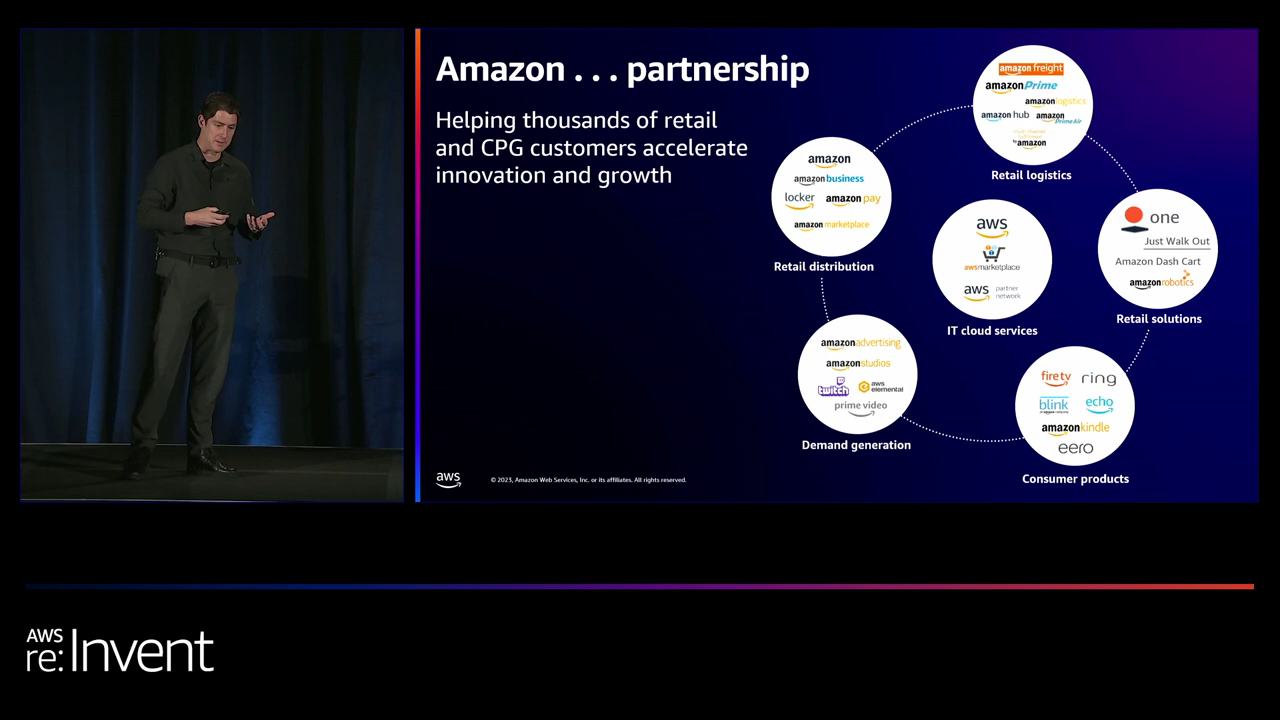 Amazon . . . partnership
Helping thousands of retail
and CPG customers accelerate
innovation and growth
amazon freight
amazon Prime
amazon logistics
amazon hub
amazon Prime Air
multi-channel
fulfillment
by amazon
Retail logistics
amazon
amazon business
locker
amazon pay
amazon marketplace
Retail distribution
aws
aws marketplace
aws partner
network
IT cloud services
one
Just Walk Out
Amazon Dash Cart
amazon robotics
Retail solutions
amazon advertising
amazon studios
twitch
aws
elemental
prime video
Demand generation
fire tv
ring
blink
echo
amazon kindle
eero
Consumer products
aws
© 2023, Amazon Web Services, Inc. or its affiliates. All rights reserved.
AWS
re:Invent